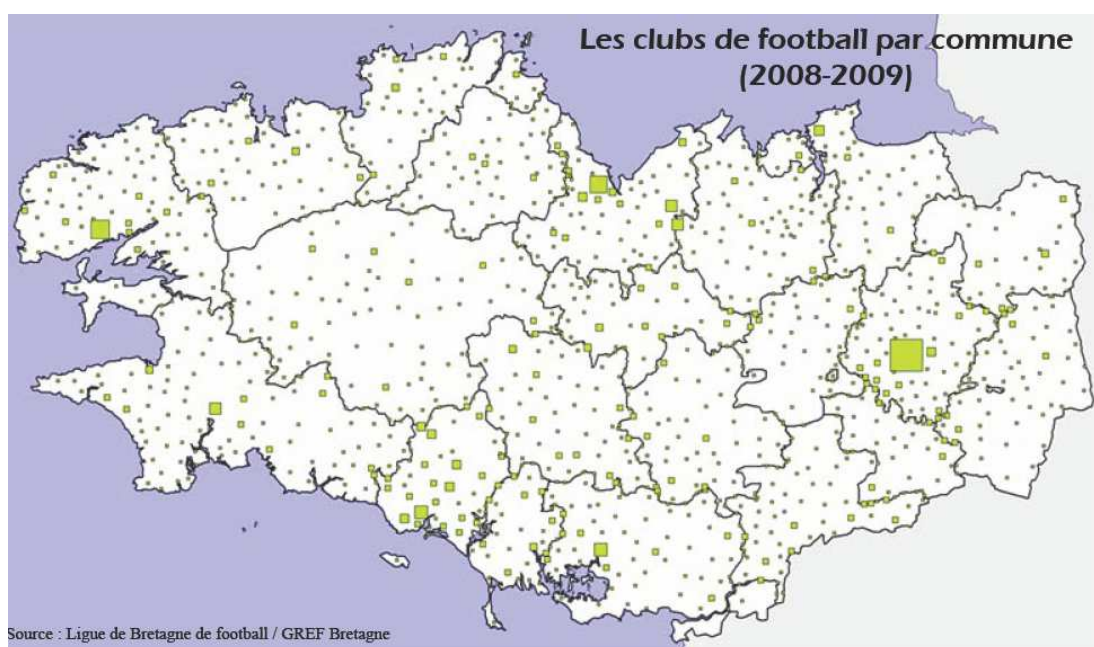 Les clubs de football par commune
(2008-2009)
Source : Ligue de Bretagne de football / GREF Bretagne